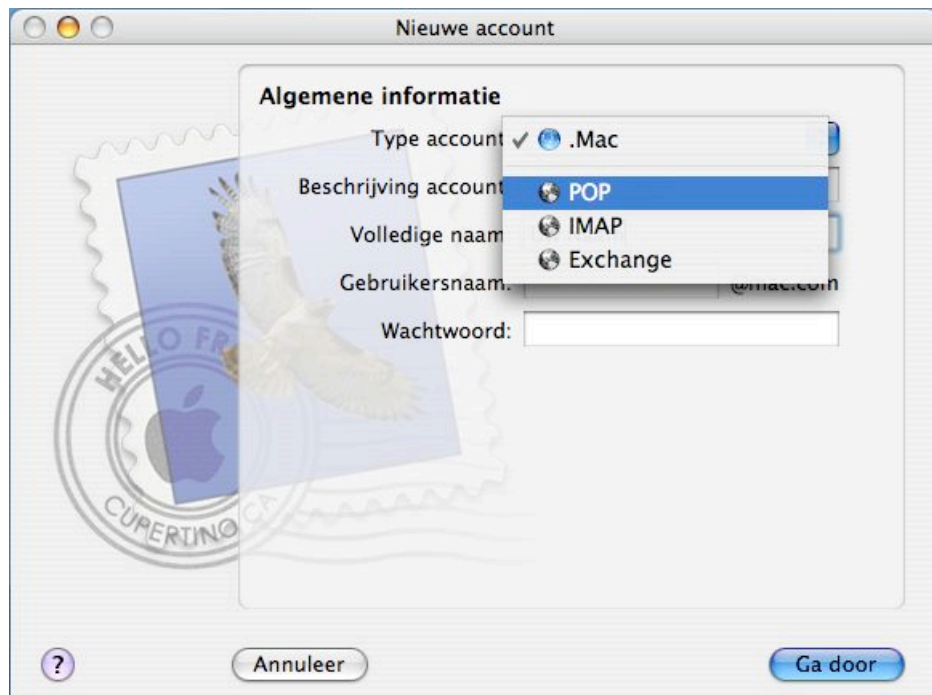 Nieuwe account
Algemene informatie
Type account
.Mac
Beschrijving account
POP
Volledige naam
IMAP
Exchange
Gebruikersnaam:
@mac.com
Wachtwoord:
HELLO FR
CUPERTINO CA
? Annuleer Ga door